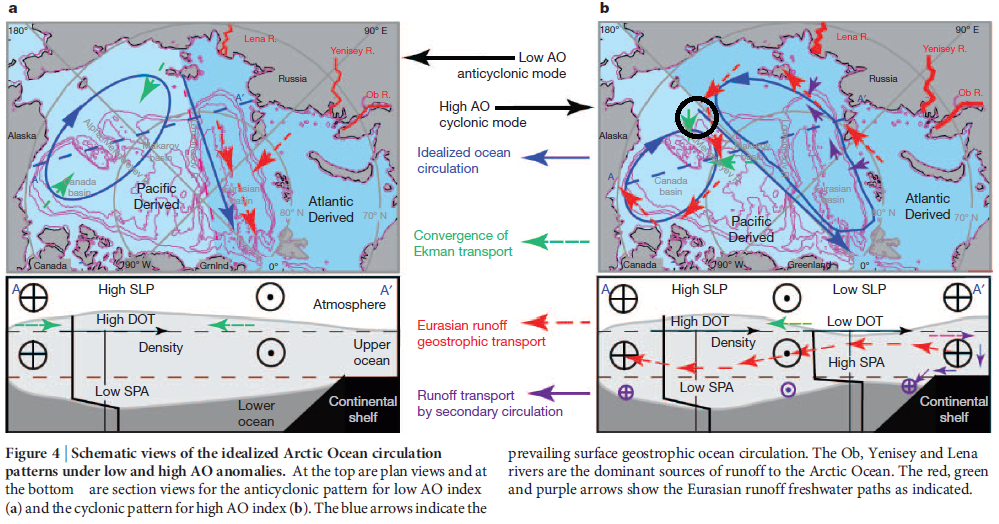 a
180°
90° E
Lena R.
Yenisey R.
Russia
Ob R.
Alaska
A′
Makarov
basin
Canada
basin
A
Pacific
Derived
Eurasian
basin
Atlantic
Derived
80° N
70° N
Canada
90° W
Grnlnd
0°
Low AO
anticyclonic mode
High AO
cyclonic mode
Idealized ocean
circulation
Convergence of
Ekman transport
Eurasian runoff
geostrophic transport
Runoff transport
by secondary circulation
b
180°
90° E
Lena R.
Yenisey R.
Russia
Ob R.
Alaska
A′
Makarov
basin
Canada
basin
A
Pacific
Derived
Eurasian
basin
Atlantic
Derived
80° N
70° N
Canada
90° W
Greenland
0°
A
High SLP
A′
Atmosphere
High DOT
Density
Upper
ocean
Low SPA
Lower
ocean
Continental
shelf
A
High SLP
Low SLP
A′
High DOT
Low DOT
Density
High SPA
Low SPA
Continental
shelf
Figure 4 | Schematic views of the idealized Arctic Ocean circulation
patterns under low and high AO anomalies. At the top are plan views and at
the bottom are section views for the anticyclonic pattern for low AO index
(a) and the cyclonic pattern for high AO index (b). The blue arrows indicate the
prevailing surface geostrophic ocean circulation. The Ob, Yenisey and Lena
rivers are the dominant sources of runoff to the Arctic Ocean. The red, green
and purple arrows show the Eurasian runoff freshwater paths as indicated.